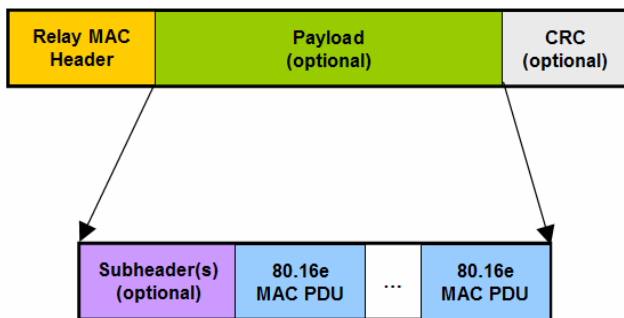 Relay MAC
Header
Payload
(optional)
CRC
(optional)
Subheader(s)
(optional)
80.16e
MAC PDU
...
80.16e
MAC PDU